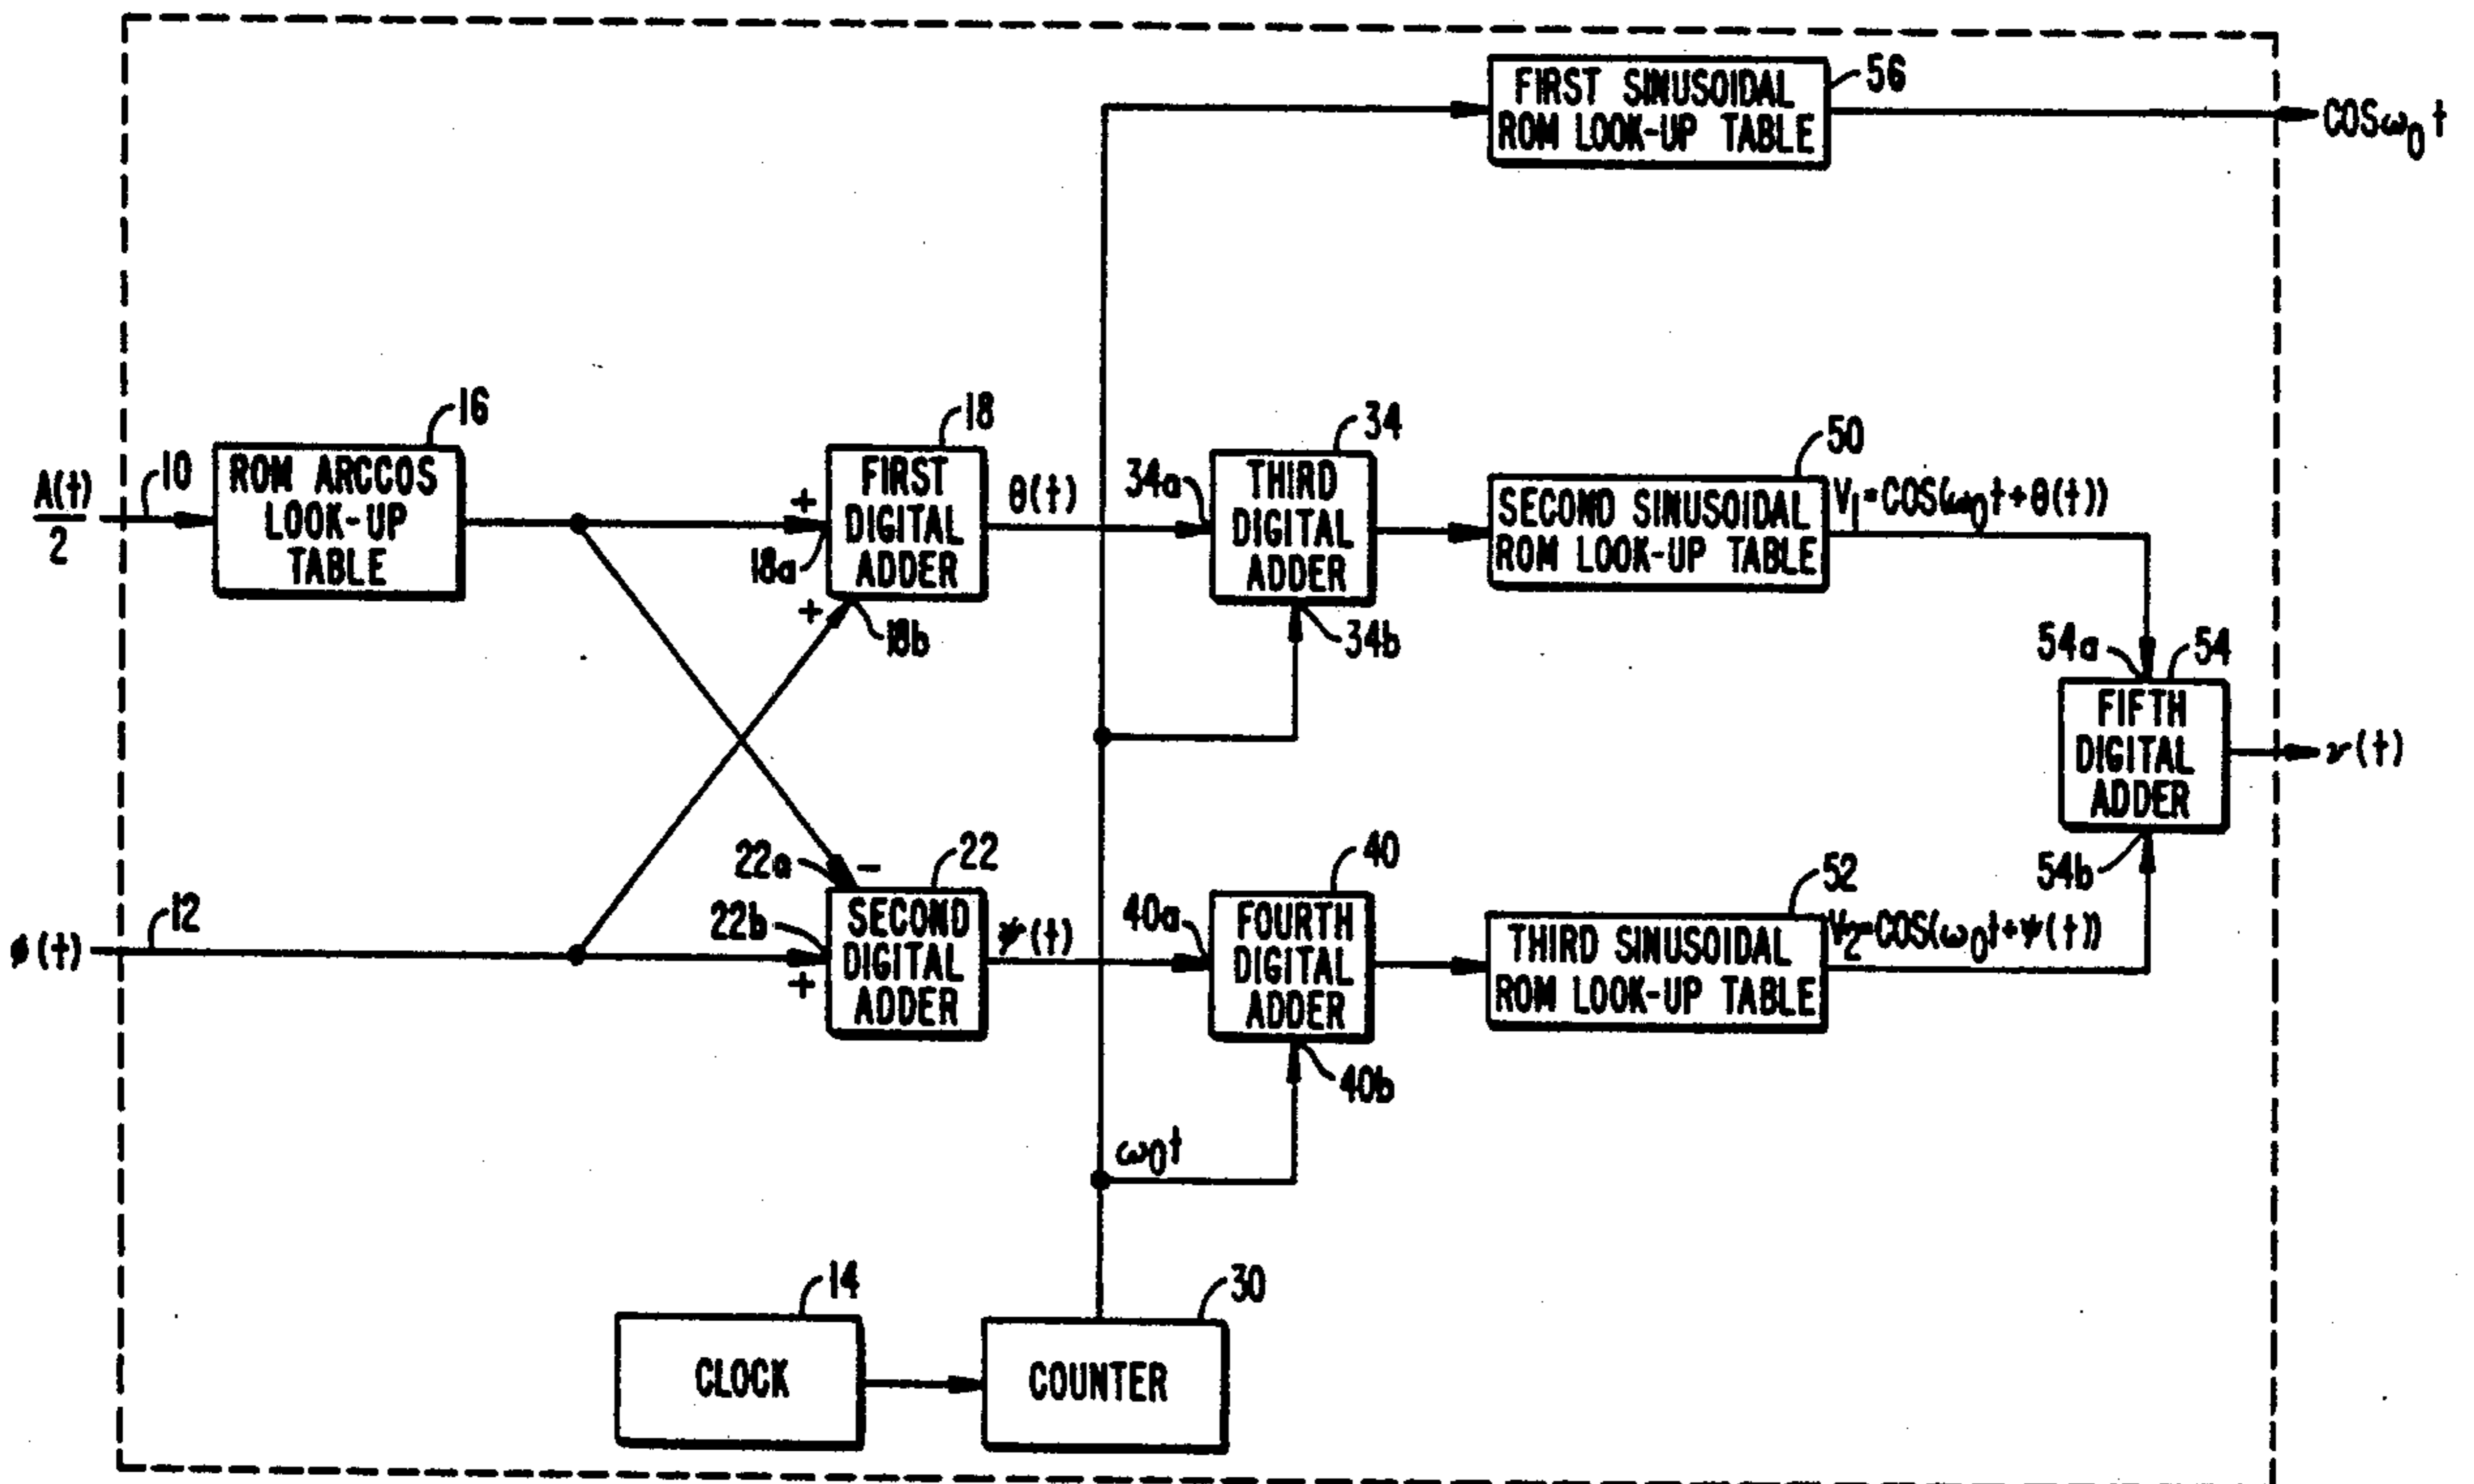 56
FIRST SINUSOIDAL
ROM LOOK-UP TABLE
COSω₀t
A(t)
2
10
16
ROM ARCCOS
LOOK-UP
TABLE
+
18a
18
FIRST
DIGITAL
ADDER
+
18b
θ(t)
34a
34
THIRD
DIGITAL
ADDER
34b
50
SECOND SINUSOIDAL
ROM LOOK-UP TABLE
V₁=COS(ω₀t+θ(t))
54a
54
FIFTH
DIGITAL
ADDER
54b
𝓋(t)
ø(t)
12
22a
−
22
22b
+
SECOND
DIGITAL
ADDER
ψ(t)
40a
40
FOURTH
DIGITAL
ADDER
40b
52
THIRD SINUSOIDAL
ROM LOOK-UP TABLE
V₂=COS(ω₀t+ψ(t))
ω₀t
14
CLOCK
30
COUNTER